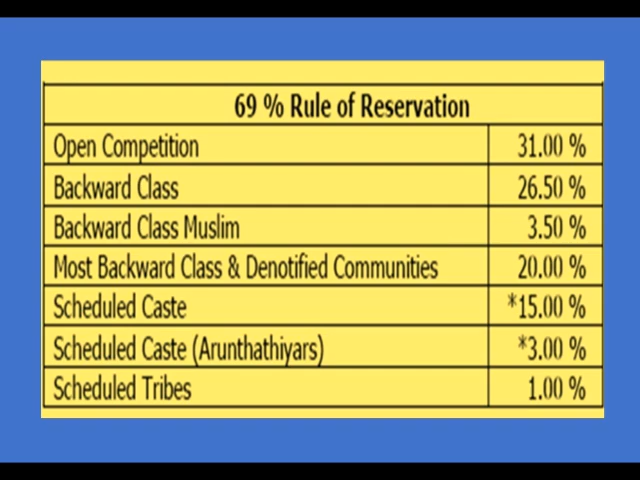 69 % Rule of Reservation
Open Competition 31.00 %
Backward Class 26.50 %
Backward Class Muslim 3.50 %
Most Backward Class & Denotified Communities 20.00 %
Scheduled Caste *15.00 %
Scheduled Caste (Arunthathiyars) *3.00 %
Scheduled Tribes 1.00 %